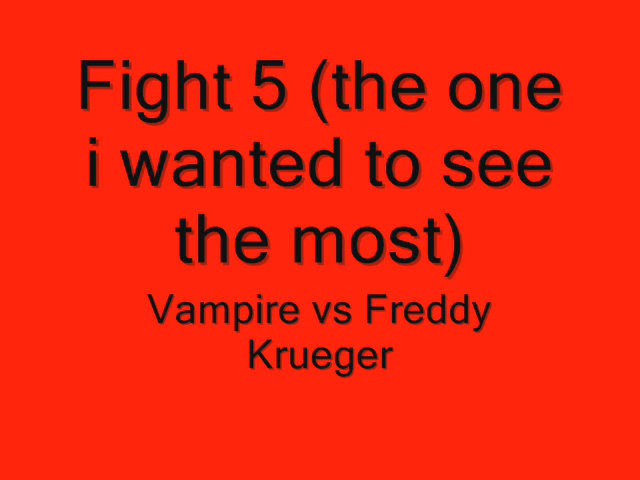 Fight 5 (the one
i wanted to see
the most)
Vampire vs Freddy
Krueger